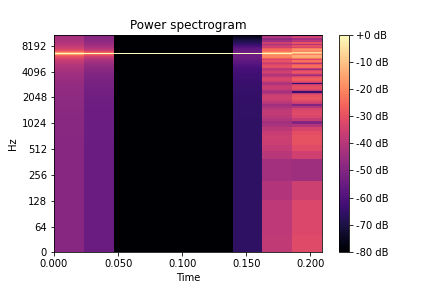 Power spectrogram
8192
4096
2048
1024
512
256
128
64
0
Hz
0.000
0.050
0.100
0.150
0.200
Time
+0 dB
-10 dB
-20 dB
-30 dB
-40 dB
-50 dB
-60 dB
-70 dB
-80 dB